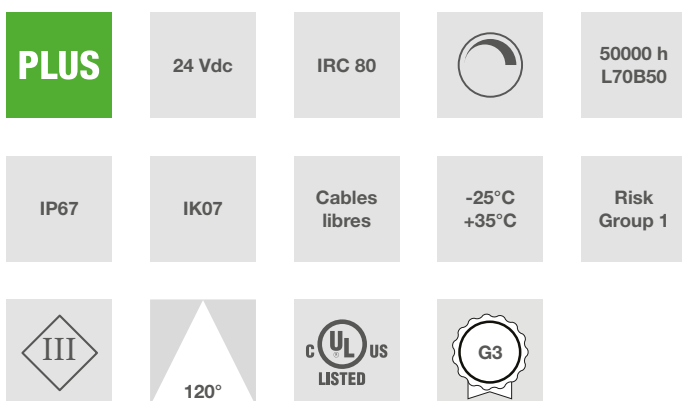 PLUS
24 Vdc
IRC 80
50000 h
L70B50
IP67
IK07
Cables
libres
-25°C
+35°C
Risk
Group 1
III
120°
C UL US
®
LISTED
G3